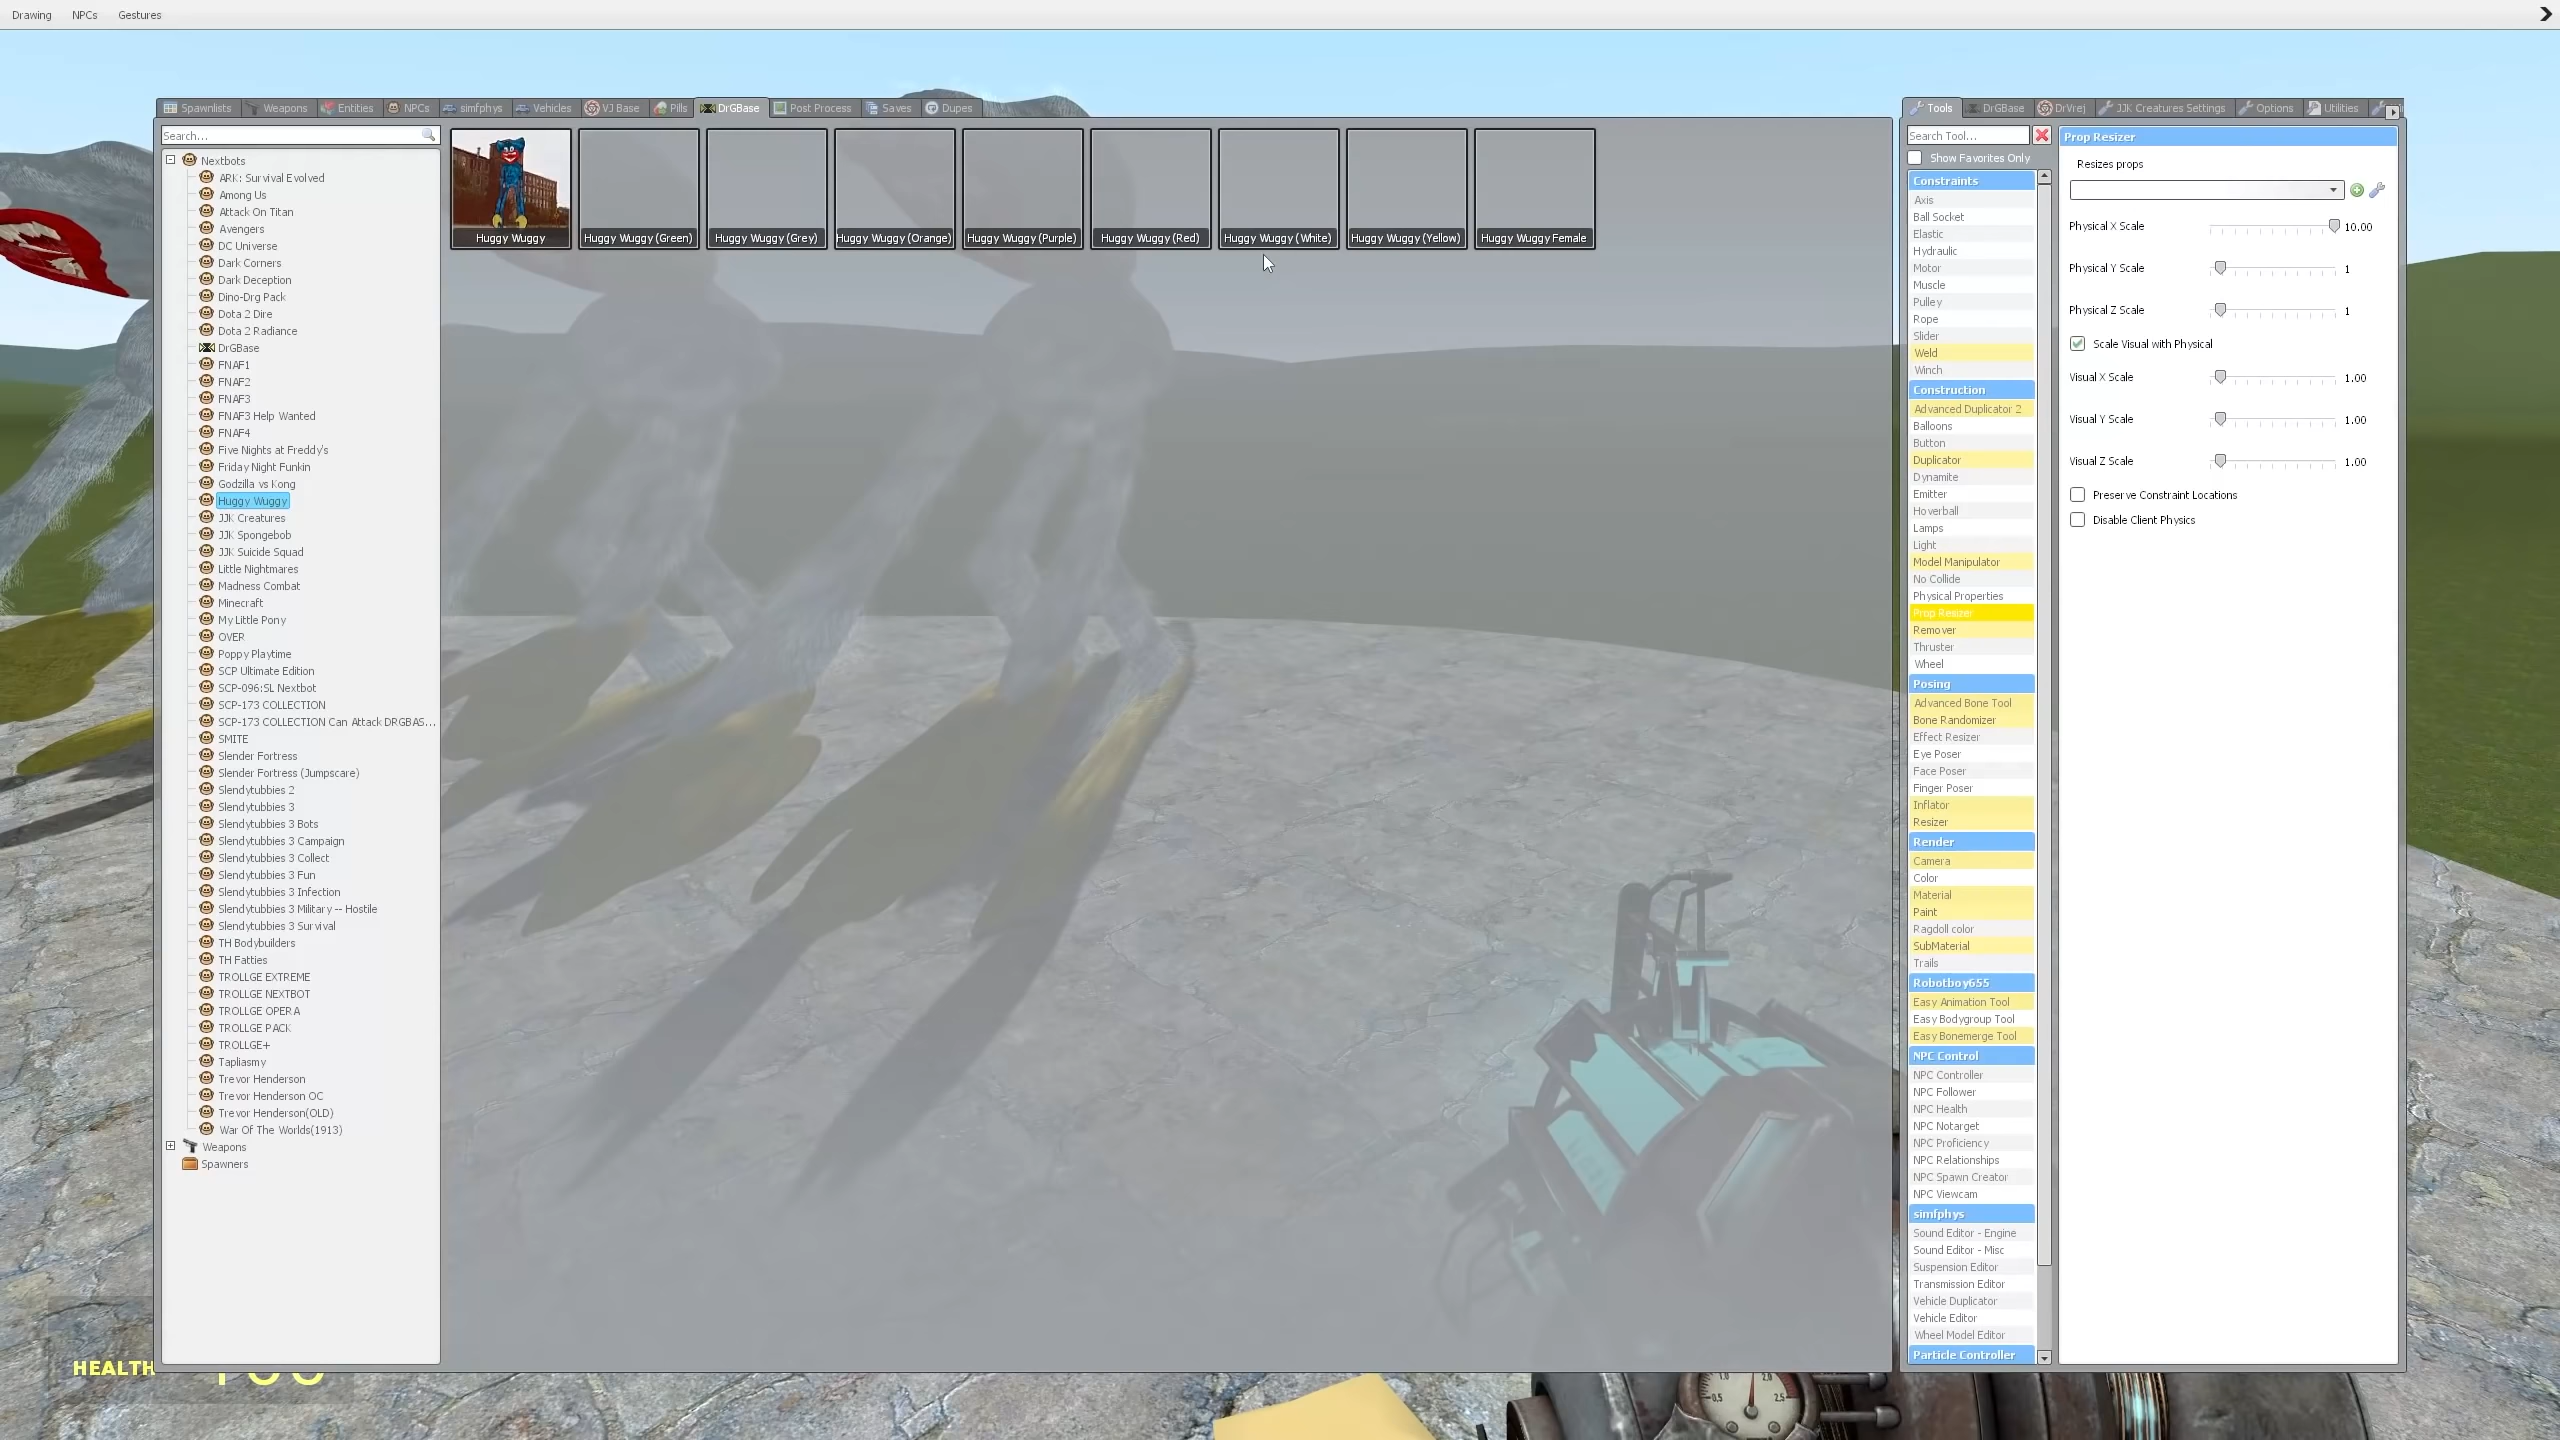 Drawing NPCs Gestures
Spawnlists Weapons Entities NPCs simfphys Vehicles VJ Base Pills DrGBase Post Process Saves Dupes
Search...
Nextbots
ARK: Survival Evolved
Among Us
Attack On Titan
Avengers
DC Universe
Dark Corners
Dark Deception
Dino-Drg Pack
Dota 2 Dire
Dota 2 Radiance
DrGBase
FNAF1
FNAF2
FNAF3
FNAF3 Help Wanted
FNAF4
Five Nights at Freddy's
Friday Night Funkin
Godzilla vs Kong
Huggy Wuggy
JJK Creatures
JJK Spongebob
JJK Suicide Squad
Little Nightmares
Madness Combat
Minecraft
My Little Pony
OVER
Poppy Playtime
SCP Ultimate Edition
SCP-096:SL Nextbot
SCP-173 COLLECTION
SCP-173 COLLECTION Can Attack DRGBAS...
SMITE
Slender Fortress
Slender Fortress (Jumpscare)
Slendytubbies 2
Slendytubbies 3
Slendytubbies 3 Bots
Slendytubbies 3 Campaign
Slendytubbies 3 Collect
Slendytubbies 3 Fun
Slendytubbies 3 Infection
Slendytubbies 3 Military -- Hostile
Slendytubbies 3 Survival
TH Bodybuilders
TH Fatties
TROLLGE EXTREME
TROLLGE NEXTBOT
TROLLGE OPERA
TROLLGE PACK
TROLLGE+
Tapliasmy
Trevor Henderson
Trevor Henderson OC
Trevor Henderson(OLD)
War Of The Worlds(1913)
Weapons
Spawners
Huggy Wuggy Huggy Wuggy (Green) Huggy Wuggy (Grey) Huggy Wuggy (Orange) Huggy Wuggy (Purple) Huggy Wuggy (Red) Huggy Wuggy (White) Huggy Wuggy (Yellow) Huggy Wuggy Female
Tools DrGBase DrVrej JJK Creatures Settings Options Utilities
Search Tool...
Show Favorites Only
Constraints
Axis
Ball Socket
Elastic
Hydraulic
Motor
Muscle
Pulley
Rope
Slider
Weld
Winch
Construction
Advanced Duplicator 2
Balloons
Button
Duplicator
Dynamite
Emitter
Hoverball
Lamps
Light
Model Manipulator
No Collide
Physical Properties
Prop Resizer
Remover
Thruster
Wheel
Posing
Advanced Bone Tool
Bone Randomizer
Effect Resizer
Eye Poser
Face Poser
Finger Poser
Inflator
Resizer
Render
Camera
Color
Material
Paint
Ragdoll color
SubMaterial
Trails
Robotboy655
Easy Animation Tool
Easy Bodygroup Tool
Easy Bonemerge Tool
NPC Control
NPC Controller
NPC Follower
NPC Health
NPC Notarget
NPC Proficiency
NPC Relationships
NPC Spawn Creator
NPC Viewcam
simfphys
Sound Editor - Engine
Sound Editor - Misc
Suspension Editor
Transmission Editor
Vehicle Duplicator
Vehicle Editor
Wheel Model Editor
Particle Controller
Prop Resizer
Resizes props
Physical X Scale 10.00
Physical Y Scale 1
Physical Z Scale 1
Scale Visual with Physical
Visual X Scale 1.00
Visual Y Scale 1.00
Visual Z Scale 1.00
Preserve Constraint Locations
Disable Client Physics
HEALTH